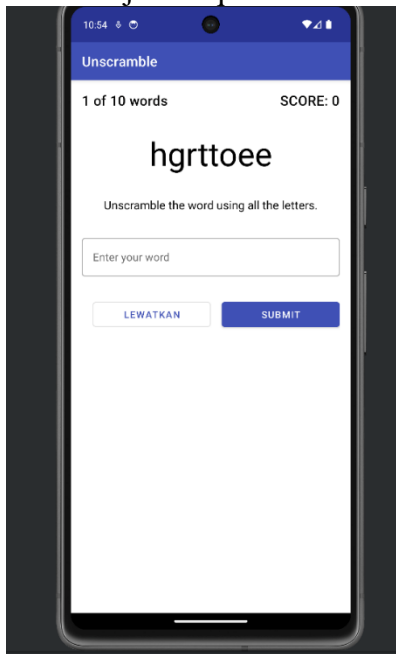 10:54
Unscramble
1 of 10 words SCORE: 0
hgrttoee
Unscramble the word using all the letters.
Enter your word
LEWATKAN SUBMIT